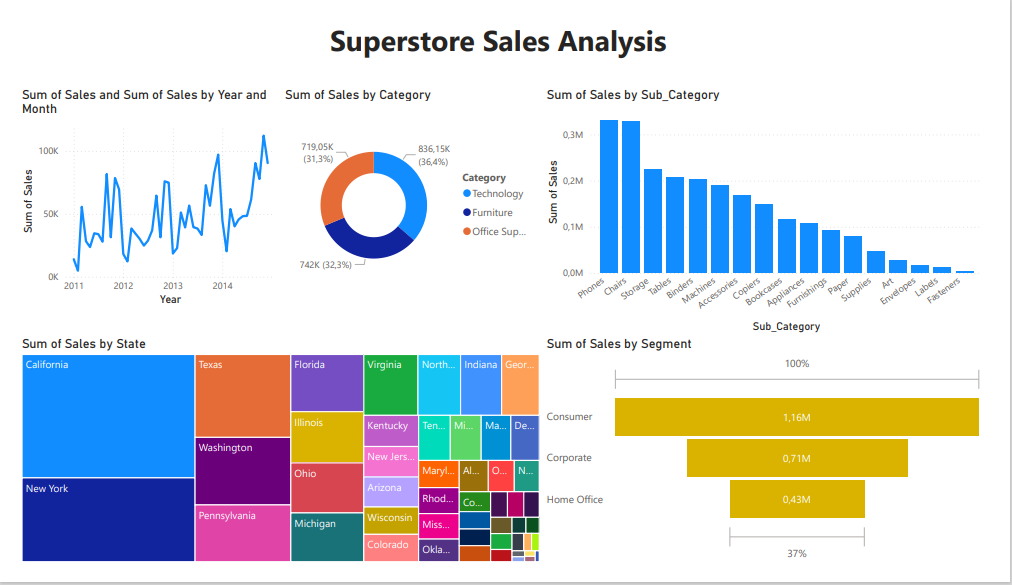 Superstore Sales Analysis
Sum of Sales and Sum of Sales by Year and
Month
Sum of Sales
100K
50K
0K
2011
2012
2013
2014
Year
Sum of Sales by Category
719,05K
(31,3%)
836,15K
(36,4%)
742K (32,3%)
Category
Technology
Furniture
Office Sup...
Sum of Sales by Sub_Category
Sum of Sales
0,3M
0,2M
0,1M
0,0M
Phones
Chairs
Storage
Tables
Binders
Machines
Accessories
Copiers
Bookcases
Appliances
Furnishings
Paper
Supplies
Art
Envelopes
Labels
Fasteners
Sub_Category
Sum of Sales by State
California
New York
Texas
Washington
Pennsylvania
Florida
Illinois
Ohio
Michigan
Virginia
Kentucky
New Jers...
Arizona
Wisconsin
Colorado
North...
Indiana
Geor...
Ten...
Mi...
Ma...
De...
Maryl...
Al...
O...
N...
Rhod...
Co...
Miss...
Okla...
Sum of Sales by Segment
100%
Consumer
1,16M
Corporate
0,71M
Home Office
0,43M
37%